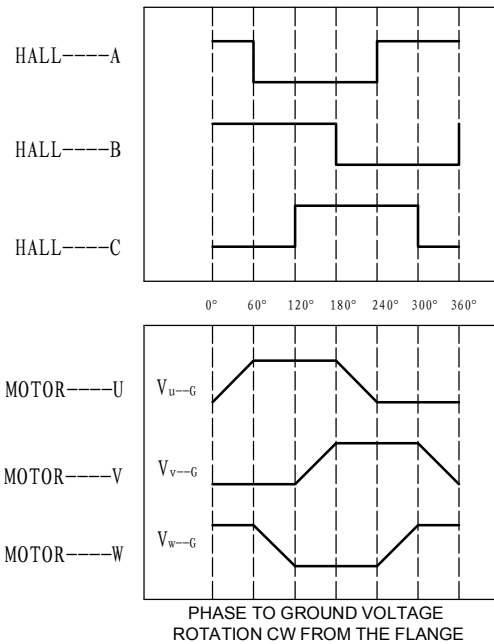 HALL----A
HALL----B
HALL----C
0° 60° 120° 180° 240° 300° 360°
MOTOR----U Vu--G
MOTOR----V Vv--G
MOTOR----W Vw--G
PHASE TO GROUND VOLTAGE
ROTATION CW FROM THE FLANGE